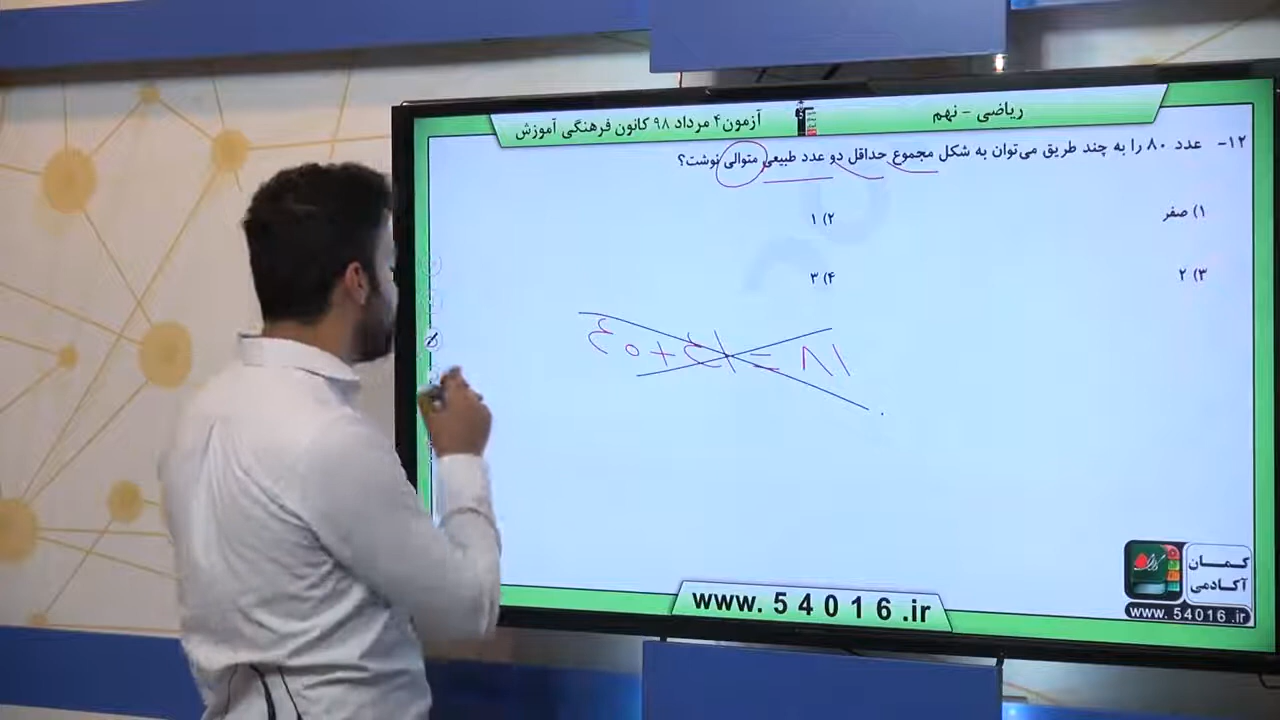 ریاضی - نهم
آزمون۴ مرداد ۹۸ کانون فرهنگی آموزش
۱۲- عدد ۸۰ را به چند طریق می‌توان به شکل مجموع حداقل دو عدد طبیعی متوالی نوشت؟
۱) صفر
۲) ۱
۳) ۲
۴) ۳
۴۰+۴۱=۸۱
کمان
آکادمی
www. 54016 .ir
www. 54016 .ir